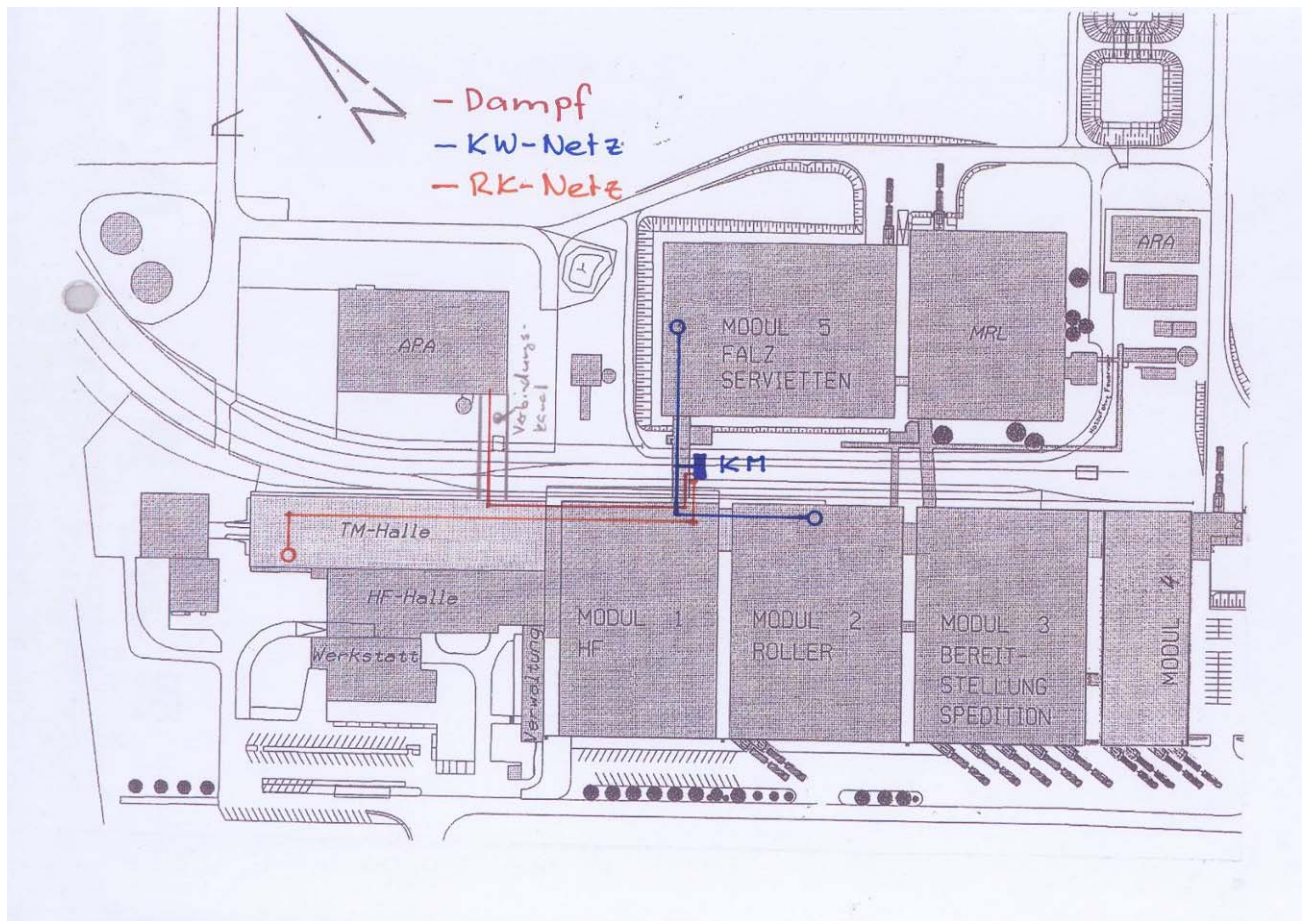 - Dampf
- KW-Netz
- RK-Netz
ARA
Verbindungs-
kanal
MODUL 5
FALZ
SERVIETTEN
MRL
ARA
KM
TM-Halle
HF-Halle
Werkstatt
Verwaltung
MODUL 1
HF
MODUL 2
ROLLER
MODUL 3
BEREIT-
STELLUNG
SPEDITION
MODUL 4